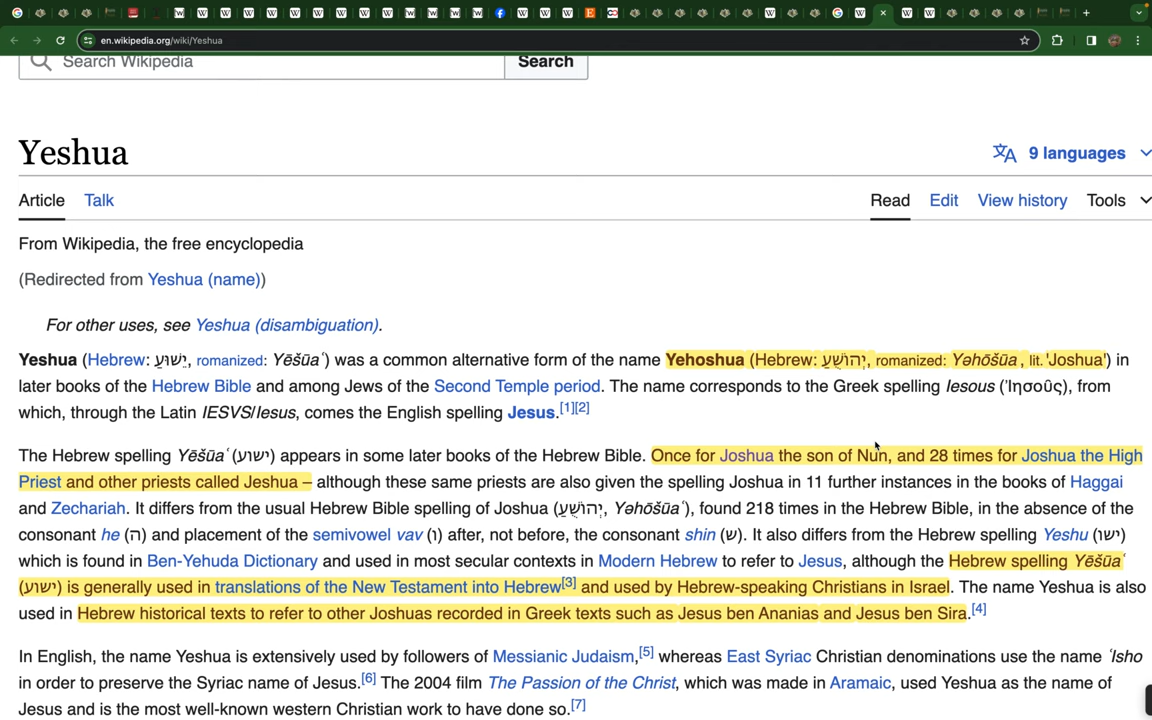 en.wikipedia.org/wiki/Yeshua
Search Wikipedia
Search
Yeshua
9 languages
Article Talk
Read Edit View history Tools
From Wikipedia, the free encyclopedia
(Redirected from Yeshua (name))
For other uses, see Yeshua (disambiguation).
Yeshua (Hebrew: יֵשׁוּעַ, romanized: Yēšūaʿ) was a common alternative form of the name Yehoshua (Hebrew: יְהוֹשֻׁעַ, romanized: Yəhōšūaʿ, lit. 'Joshua') in
later books of the Hebrew Bible and among Jews of the Second Temple period. The name corresponds to the Greek spelling Iesous (Ἰησοῦς), from
which, through the Latin IESVS/Iesus, comes the English spelling Jesus.[1][2]
The Hebrew spelling Yēšūaʿ (ישוע) appears in some later books of the Hebrew Bible. Once for Joshua the son of Nun, and 28 times for Joshua the High
Priest and other priests called Jeshua – although these same priests are also given the spelling Joshua in 11 further instances in the books of Haggai
and Zechariah. It differs from the usual Hebrew Bible spelling of Joshua (יְהוֹשֻׁעַ, Yəhōšūaʿ), found 218 times in the Hebrew Bible, in the absence of the
consonant he (ה) and placement of the semivowel vav (ו) after, not before, the consonant shin (ש). It also differs from the Hebrew spelling Yeshu (ישו)
which is found in Ben-Yehuda Dictionary and used in most secular contexts in Modern Hebrew to refer to Jesus, although the Hebrew spelling Yēšūaʿ
(ישוע) is generally used in translations of the New Testament into Hebrew[3] and used by Hebrew-speaking Christians in Israel. The name Yeshua is also
used in Hebrew historical texts to refer to other Joshuas recorded in Greek texts such as Jesus ben Ananias and Jesus ben Sira.[4]
In English, the name Yeshua is extensively used by followers of Messianic Judaism,[5] whereas East Syriac Christian denominations use the name ʿIsho
in order to preserve the Syriac name of Jesus.[6] The 2004 film The Passion of the Christ, which was made in Aramaic, used Yeshua as the name of
Jesus and is the most well-known western Christian work to have done so.[7]